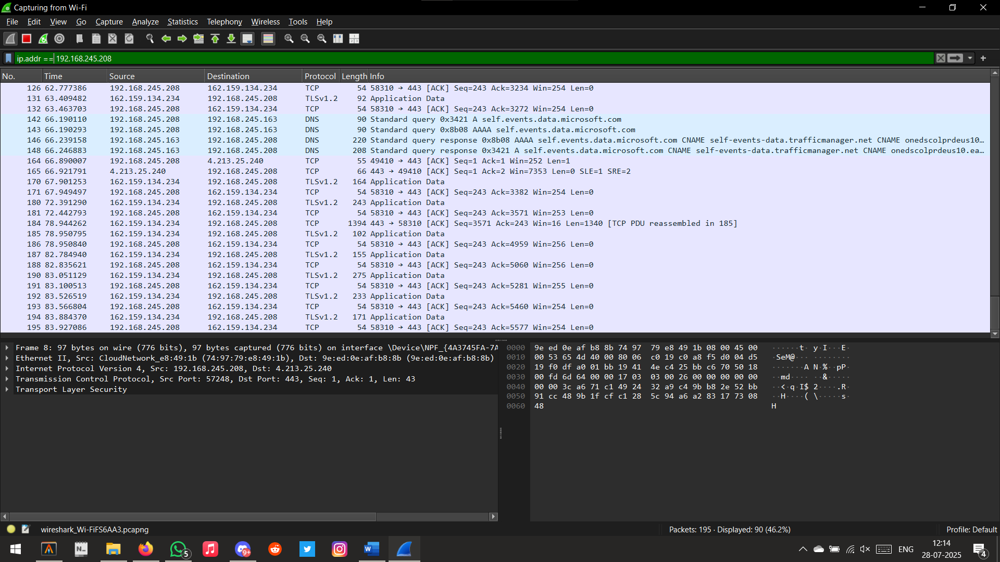 Capturing from Wi-Fi
File Edit View Go Capture Analyze Statistics Telephony Wireless Tools Help
ip.addr == 192.168.245.208
No. Time Source Destination Protocol Length Info
126 62.777386 192.168.245.208 162.159.134.234 TCP 54 58310 → 443 [ACK] Seq=243 Ack=3234 Win=254 Len=0
131 63.409482 162.159.134.234 192.168.245.208 TLSv1.2 92 Application Data
132 63.463703 192.168.245.208 162.159.134.234 TCP 54 58310 → 443 [ACK] Seq=243 Ack=3272 Win=254 Len=0
142 66.190110 192.168.245.208 192.168.245.163 DNS 90 Standard query 0x3421 A self.events.data.microsoft.com
143 66.190293 192.168.245.208 192.168.245.163 DNS 90 Standard query 0x8b08 AAAA self.events.data.microsoft.com
146 66.239158 192.168.245.163 192.168.245.208 DNS 220 Standard query response 0x8b08 AAAA self.events.data.microsoft.com CNAME self-events-data.trafficmanager.net CNAME onedscolprdeus10…
148 66.246883 192.168.245.163 192.168.245.208 DNS 208 Standard query response 0x3421 A self.events.data.microsoft.com CNAME self-events-data.trafficmanager.net CNAME onedscolprdeus10.ea…
164 66.890007 192.168.245.208 4.213.25.240 TCP 55 49410 → 443 [ACK] Seq=1 Ack=1 Win=252 Len=1
165 66.921791 4.213.25.240 192.168.245.208 TCP 66 443 → 49410 [ACK] Seq=1 Ack=2 Win=7353 Len=0 SLE=1 SRE=2
170 67.901253 162.159.134.234 192.168.245.208 TLSv1.2 164 Application Data
171 67.949497 192.168.245.208 162.159.134.234 TCP 54 58310 → 443 [ACK] Seq=243 Ack=3382 Win=254 Len=0
180 72.391290 162.159.134.234 192.168.245.208 TLSv1.2 243 Application Data
181 72.442793 192.168.245.208 162.159.134.234 TCP 54 58310 → 443 [ACK] Seq=243 Ack=3571 Win=253 Len=0
184 78.944262 162.159.134.234 192.168.245.208 TCP 1394 443 → 58310 [ACK] Seq=3571 Ack=243 Win=16 Len=1340 [TCP PDU reassembled in 185]
185 78.950795 162.159.134.234 192.168.245.208 TLSv1.2 102 Application Data
186 78.950840 192.168.245.208 162.159.134.234 TCP 54 58310 → 443 [ACK] Seq=243 Ack=4959 Win=256 Len=0
187 82.784940 162.159.134.234 192.168.245.208 TLSv1.2 155 Application Data
188 82.835621 192.168.245.208 162.159.134.234 TCP 54 58310 → 443 [ACK] Seq=243 Ack=5060 Win=256 Len=0
190 83.051129 162.159.134.234 192.168.245.208 TLSv1.2 275 Application Data
191 83.100513 192.168.245.208 162.159.134.234 TCP 54 58310 → 443 [ACK] Seq=243 Ack=5281 Win=255 Len=0
192 83.526519 162.159.134.234 192.168.245.208 TLSv1.2 233 Application Data
193 83.566804 192.168.245.208 162.159.134.234 TCP 54 58310 → 443 [ACK] Seq=243 Ack=5460 Win=254 Len=0
194 83.884370 162.159.134.234 192.168.245.208 TLSv1.2 171 Application Data
195 83.927086 192.168.245.208 162.159.134.234 TCP 54 58310 → 443 [ACK] Seq=243 Ack=5577 Win=254 Len=0
Frame 8: 97 bytes on wire (776 bits), 97 bytes captured (776 bits) on interface \Device\NPF_{4A3745FA-7A
Ethernet II, Src: CloudNetwork_e8:49:1b (74:97:79:e8:49:1b), Dst: 9e:ed:0e:af:b8:8b (9e:ed:0e:af:b8:8b)
Internet Protocol Version 4, Src: 192.168.245.208, Dst: 4.213.25.240
Transmission Control Protocol, Src Port: 57248, Dst Port: 443, Seq: 1, Ack: 1, Len: 43
Transport Layer Security
0000 9e ed 0e af b8 8b 74 97 79 e8 49 1b 08 00 45 00 ······t· y·I···E·
0010 00 53 65 4d 40 00 80 06 c0 19 c0 a8 f5 d0 04 d5 ·SeM@··· ········
0020 19 f0 df a0 01 bb 19 41 4e c4 25 bb c6 70 50 18 ·······A N·%··pP·
0030 00 fd 6d 64 00 00 17 03 03 00 26 00 00 00 00 00 ··md···· ··&·····
0040 00 00 3c a6 71 c1 49 24 32 a9 c4 9b b8 2e 52 bb ··<·q·I$ 2····.R·
0050 91 cc 48 9b 1f cf c1 28 5c 94 a6 a2 83 17 73 08 ··H····( \·····s·
0060 48 H
wireshark_Wi-FiFS6AA3.pcapng
Packets: 195 · Displayed: 90 (46.2%)
Profile: Default
N
5
9+
W
ENG
12:14
28-07-2025
4